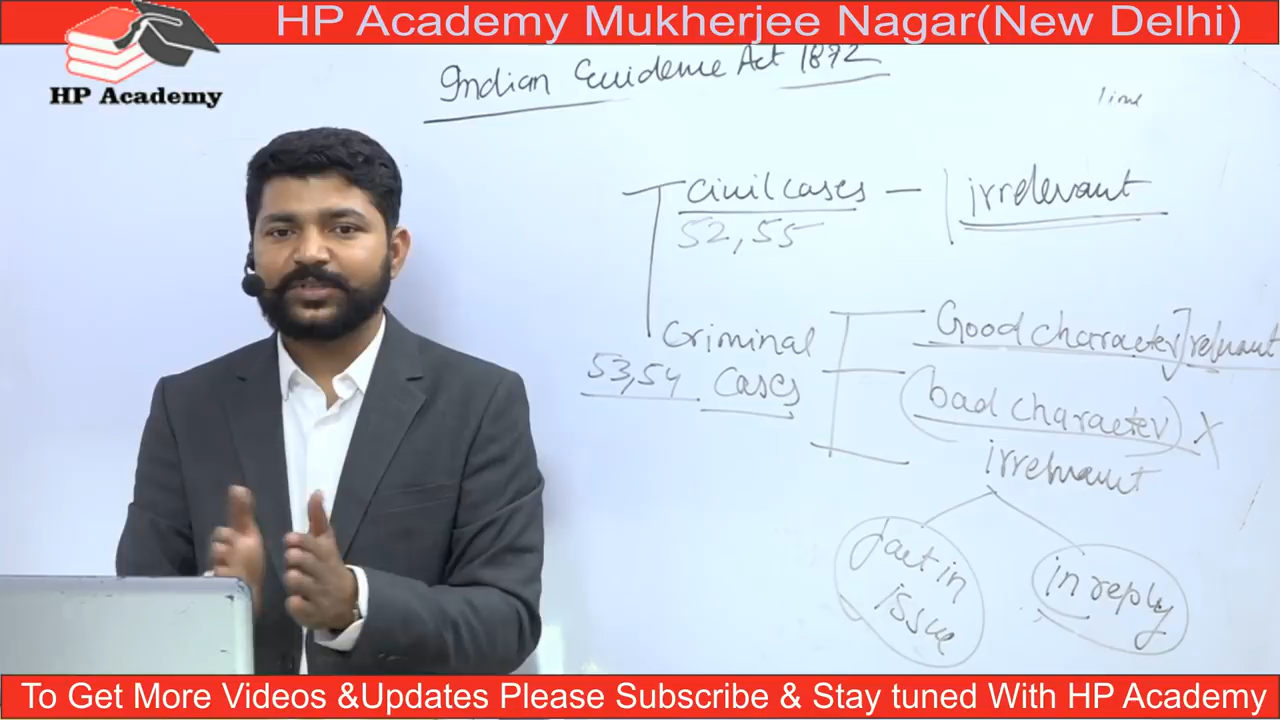 HP Academy Mukherjee Nagar(New Delhi)
HP Academy
Indian Evidence Act 1872
line
civil cases — irrelevant
52, 55
Good character] relevant
Criminal
53,54 Cases
(bad character) X
irrelevant
fact in
issue
in reply
To Get More Videos &Updates Please Subscribe & Stay tuned With HP Academy